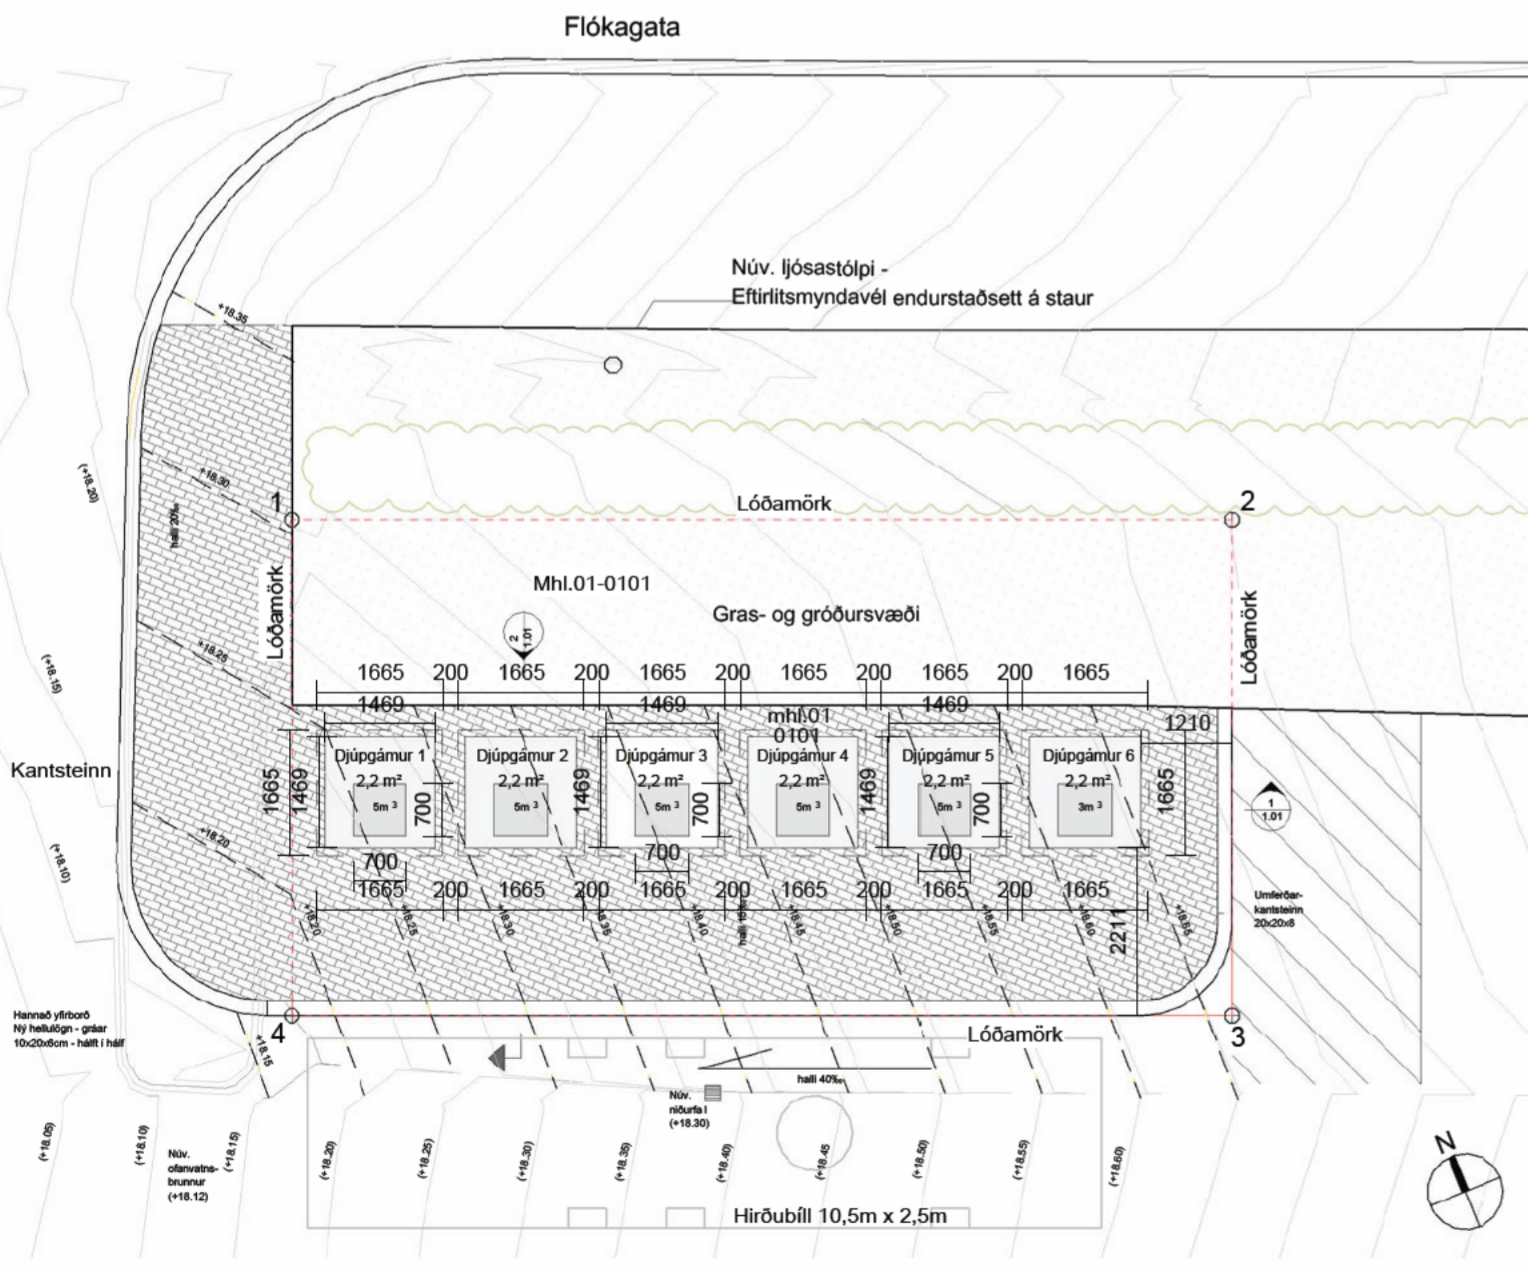 Flókagata
Núv. ljósastólpi -
Eftirlitsmyndavél endurstaðsett á staur
+18.35
+18.30
(+18.20)
halli 20‰
1
Lóðamörk
2
Lóðamörk
Mhl.01-0101
Gras- og gróðursvæði
Lóðamörk
2
1.01
+18.25
(+18.15)
1665 200 1665 200 1665 200 1665 200 1665 200 1665
1469 1469 1469
mhl.01
0101
1210
Kantsteinn
Djúpgámur 1
2,2 m²
5m ³
Djúpgámur 2
2,2 m²
5m ³
Djúpgámur 3
2,2 m²
5m ³
Djúpgámur 4
2,2 m²
5m ³
Djúpgámur 5
2,2 m²
5m ³
Djúpgámur 6
2,2 m²
3m ³
1665
1469
700
1469
700
1469
700
1665
1
1.01
+18.20
(+18.10)
700 700 700
1665 200 1665 200 1665 200 1665 200 1665 200 1665
+18.20
+18.25
+18.30
+18.35
+18.40
+18.45
+18.50
+18.55
+18.60
+18.65
2211
Umferðar-
kantsteinn
20x20x8
Hannað yfirborð
Ný hellulögn - gráar
10x20x6cm - hálft í hálf
4
Lóðamörk
3
+18.15
halli 40‰
Núv.
niðurfall
(+18.30)
(+18.05)
(+18.10)
(+18.15)
(+18.20)
(+18.25)
(+18.30)
(+18.35)
(+18.40)
(+18.45
(+18.50)
(+18.55)
(+18.60)
Núv.
ofanvatns-
brunnur
(+18.12)
Hirðubíll 10,5m x 2,5m
N